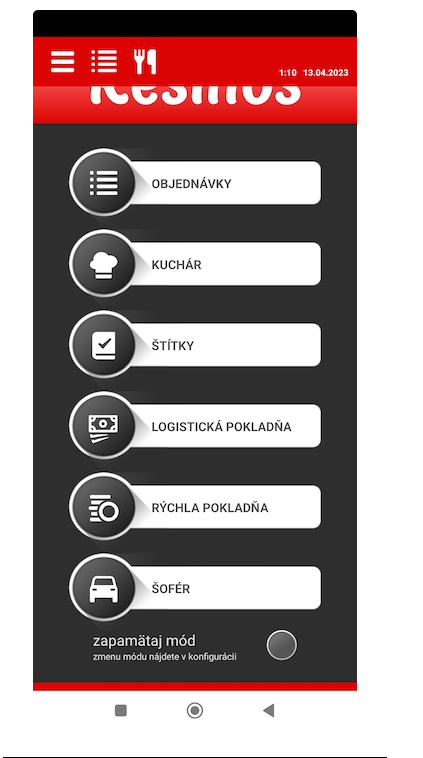 1:10 13.04.2023
Resmos
OBJEDNÁVKY
KUCHÁR
ŠTÍTKY
LOGISTICKÁ POKLADŇA
RÝCHLA POKLADŇA
ŠOFÉR
zapamätaj mód
zmenu módu nájdete v konfigurácii